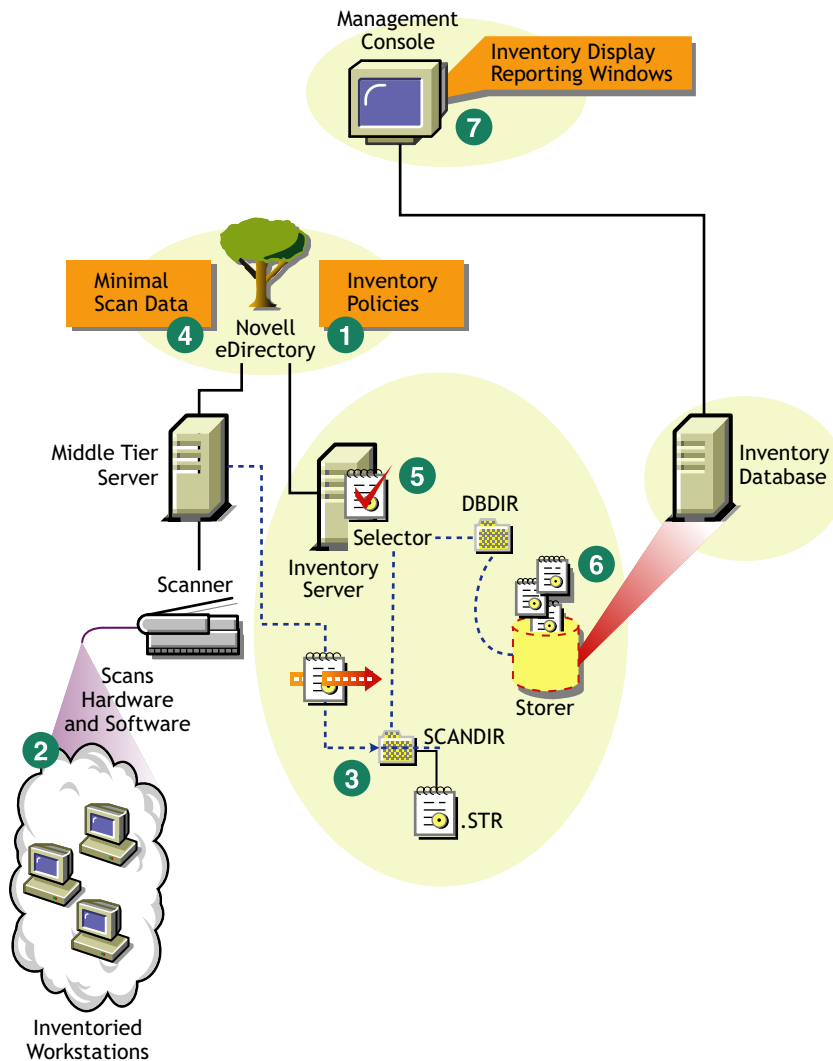 Management
Console
Inventory Display
Reporting Windows
7
Minimal
Scan Data
4
Novell
eDirectory
Inventory
Policies
1
Middle Tier
Server
5
Selector
Inventory
Server
DBDIR
6
Storer
Inventory
Database
Scanner
Scans
Hardware
and Software
2
SCANDIR
3
.STR
Inventoried
Workstations